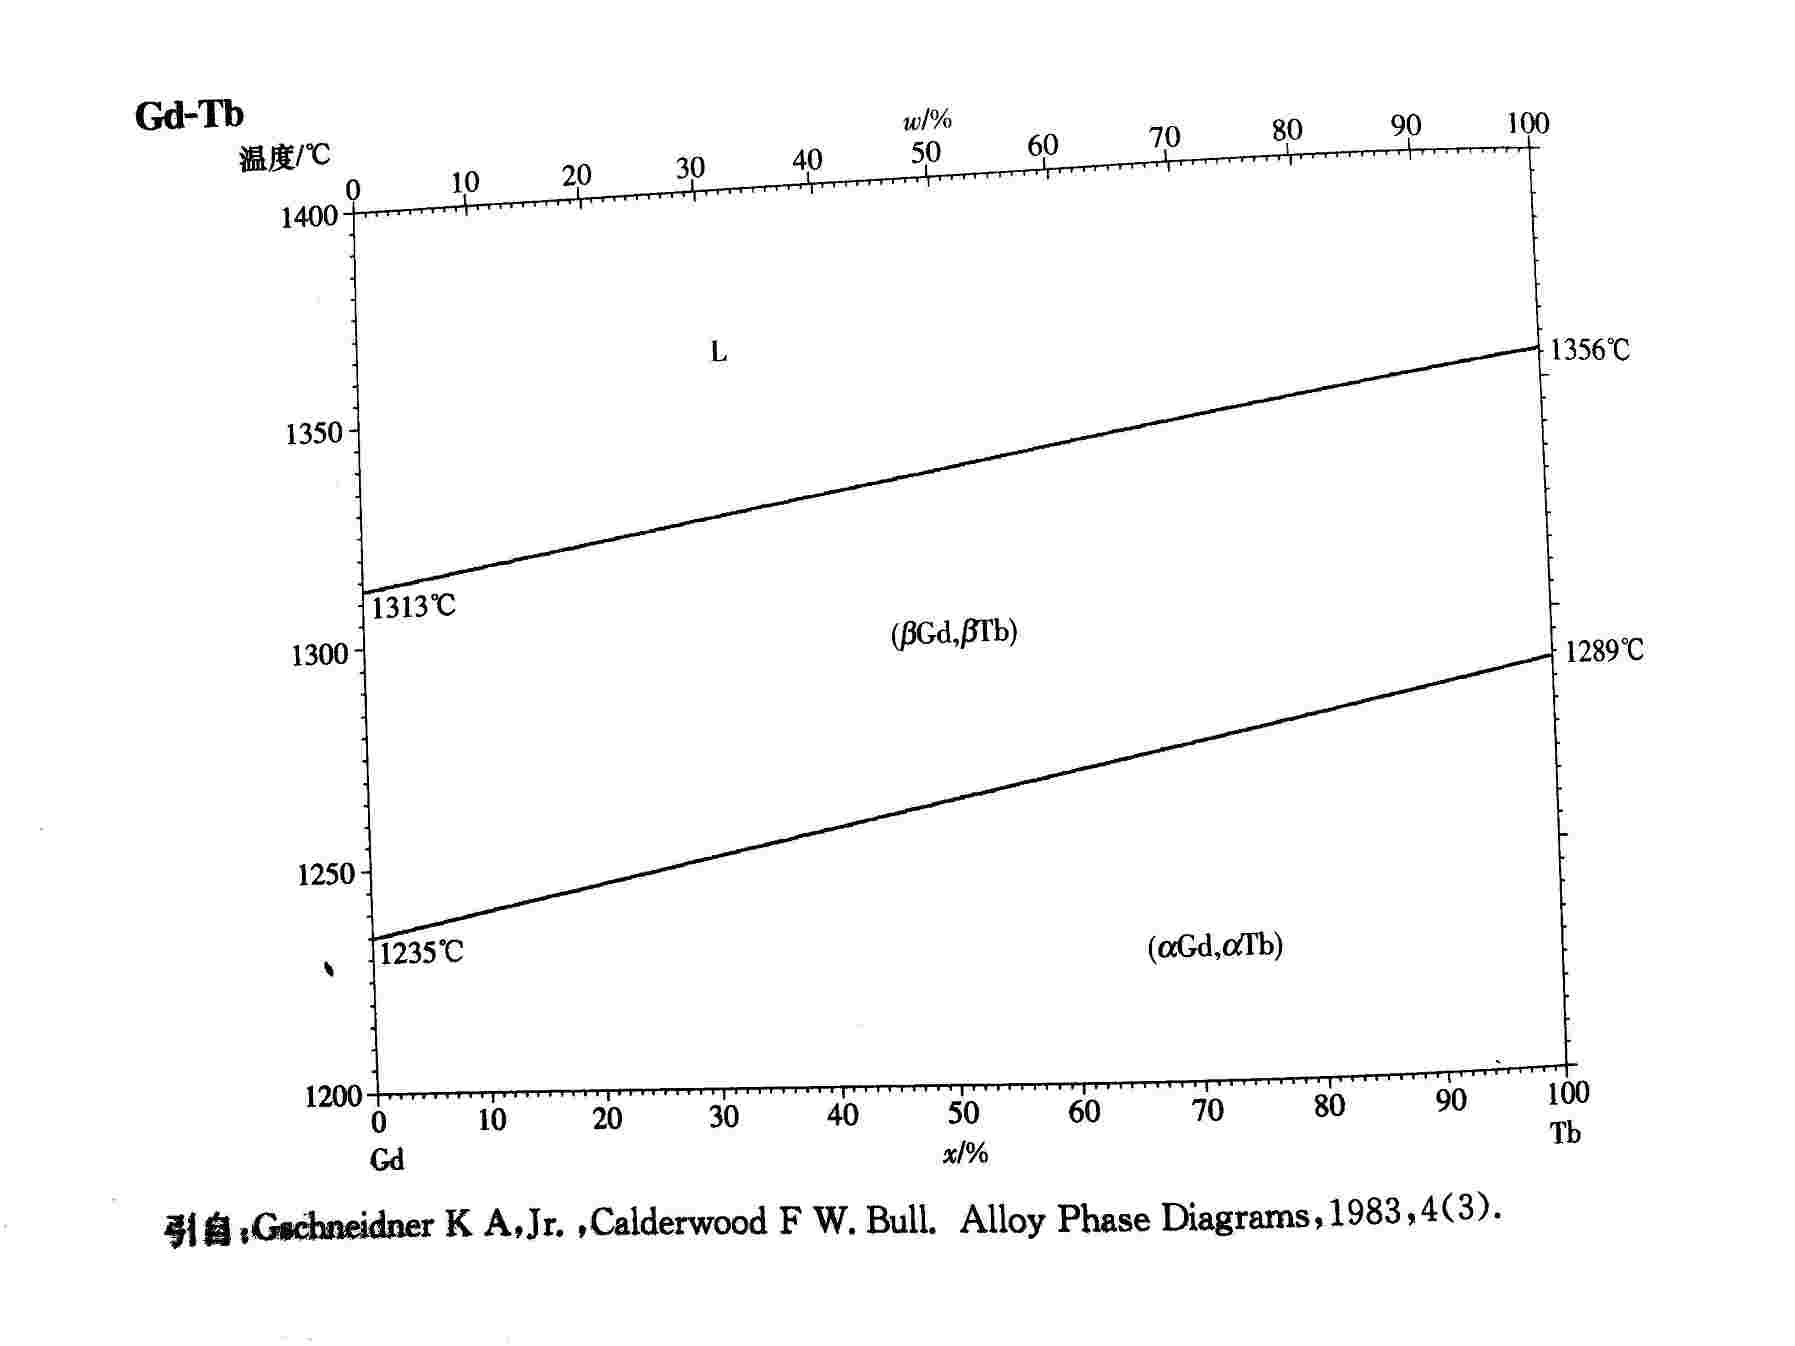 Gd-Tb
w/%
温度/℃
0 10 20 30 40 50 60 70 80 90 100
1400
L
1356℃
1350
1313℃
(βGd,βTb)
1300
1289℃
1250
1235℃
(αGd,αTb)
1200
0 10 20 30 40 50 60 70 80 90 100
Gd x/% Tb
引自:Gschneidner K A,Jr. ,Calderwood F W. Bull. Alloy Phase Diagrams,1983,4(3).